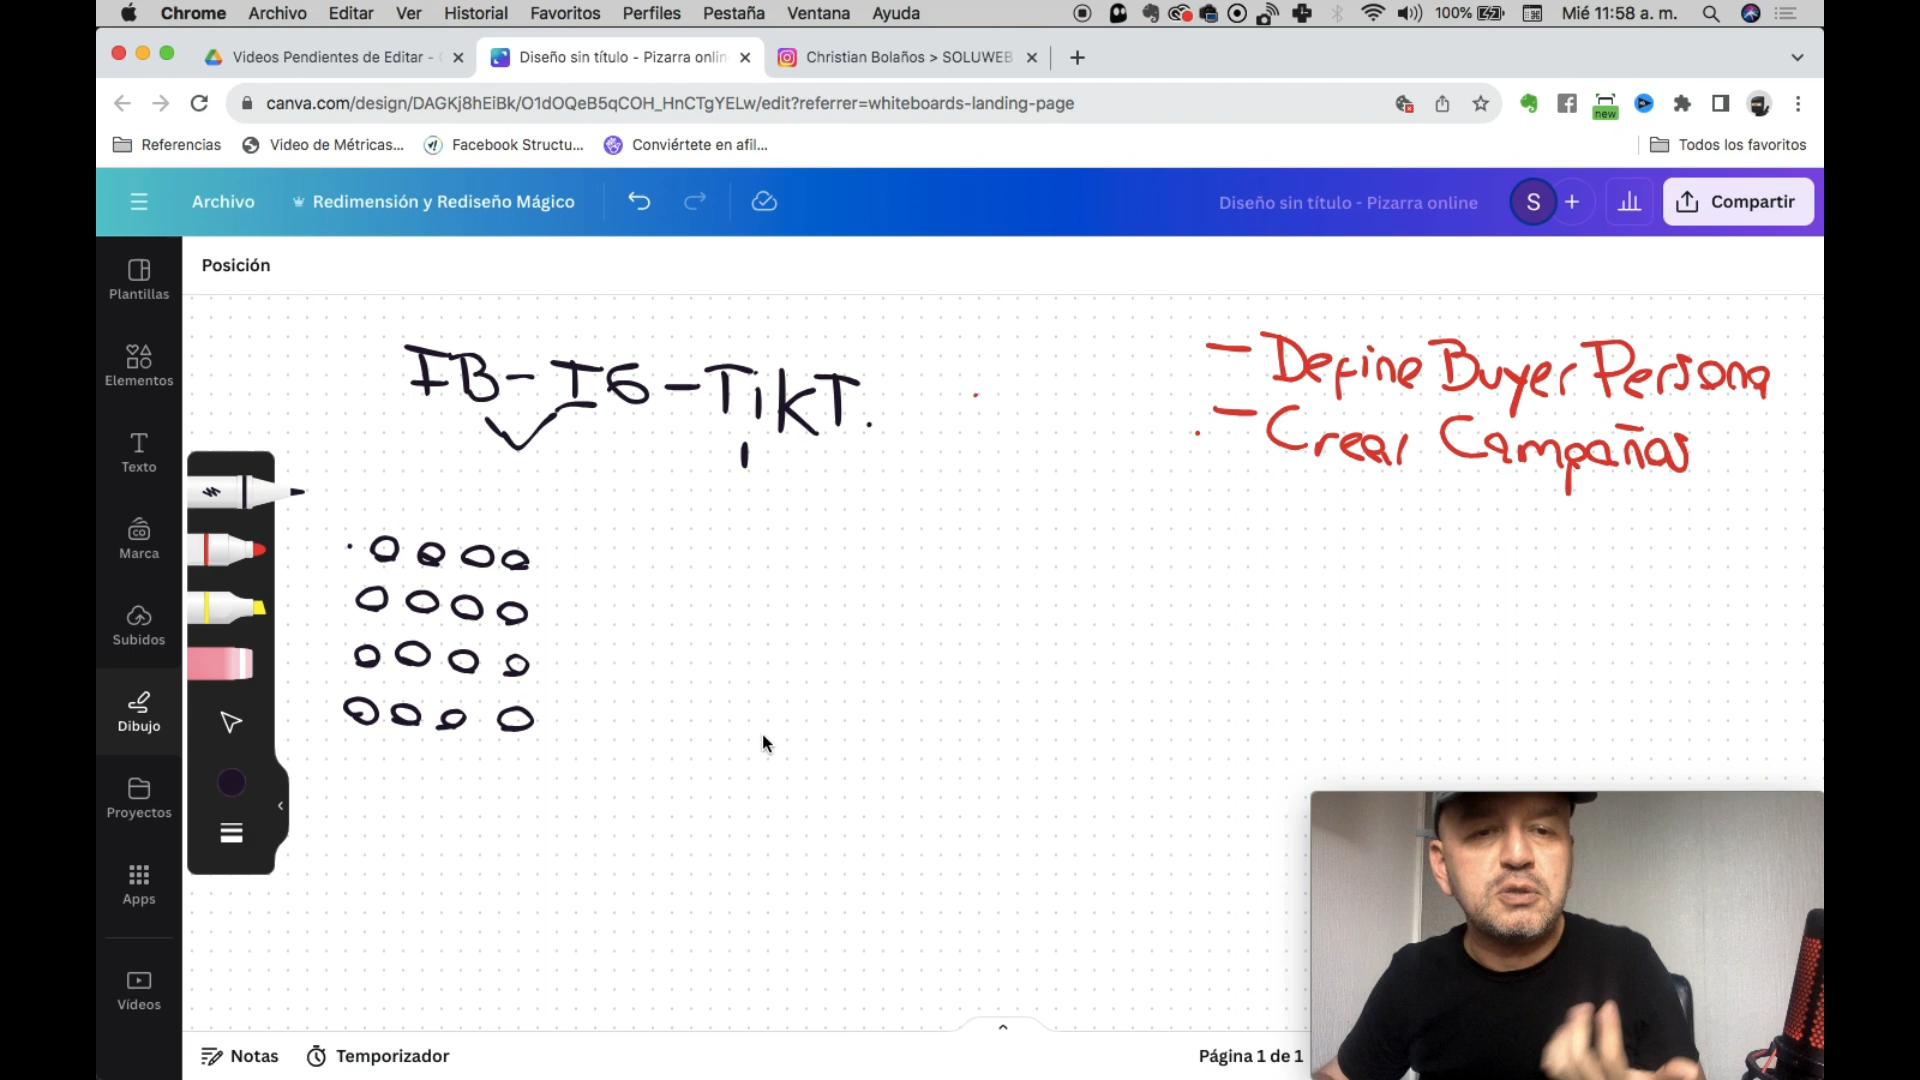 Chrome Archivo Editar Ver Historial Favoritos Perfiles Pestaña Ventana Ayuda 100% Mié 11:58 a. m.
Videos Pendientes de Editar - Diseño sin título - Pizarra onlin Christian Bolaños > SOLUWEB
canva.com/design/DAGKj8hEiBk/O1dOQeB5qCOH_HnCTgYELw/edit?referrer=whiteboards-landing-page
new
Referencias Video de Métricas... Facebook Structu... Conviértete en afil... Todos los favoritos
Archivo Redimensión y Rediseño Mágico Diseño sin título - Pizarra online S + Compartir
Posición
Plantillas
Elementos
Texto
Marca
Subidos
Dibujo
Proyectos
Apps
Vídeos
FB - IG - TikT.
- Define Buyer Persona
- Crear Campañas
Notas Temporizador Página 1 de 1